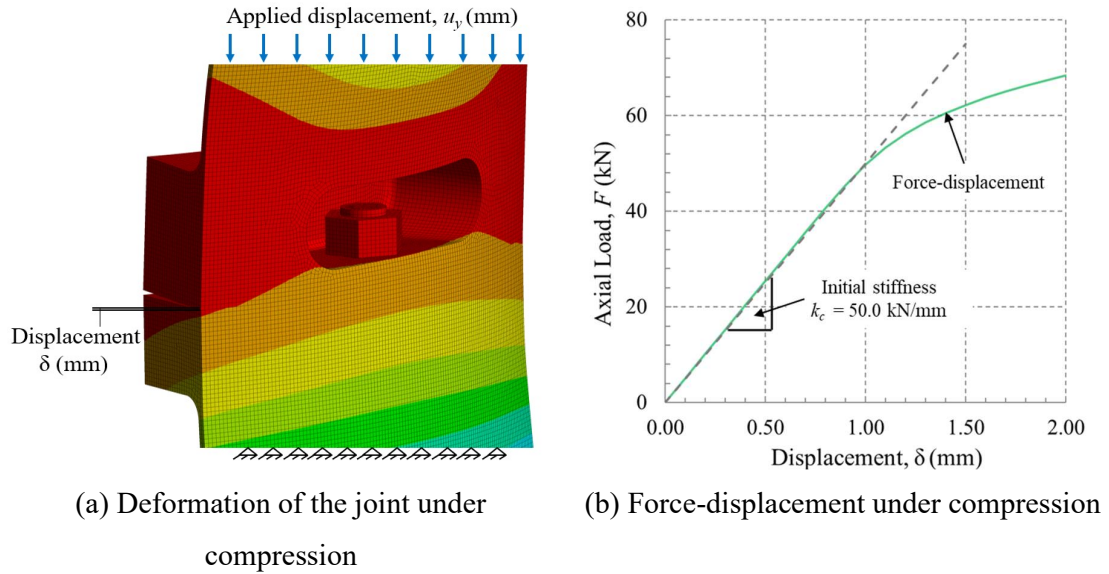 Applied displacement, u_y (mm)
Displacement
δ (mm)
(a) Deformation of the joint under
compression
Axial Load, F (kN)
80
60
40
20
0
Force-displacement
Initial stiffness
k_c = 50.0 kN/mm
0.00
0.50
1.00
1.50
2.00
Displacement, δ (mm)
(b) Force-displacement under compression